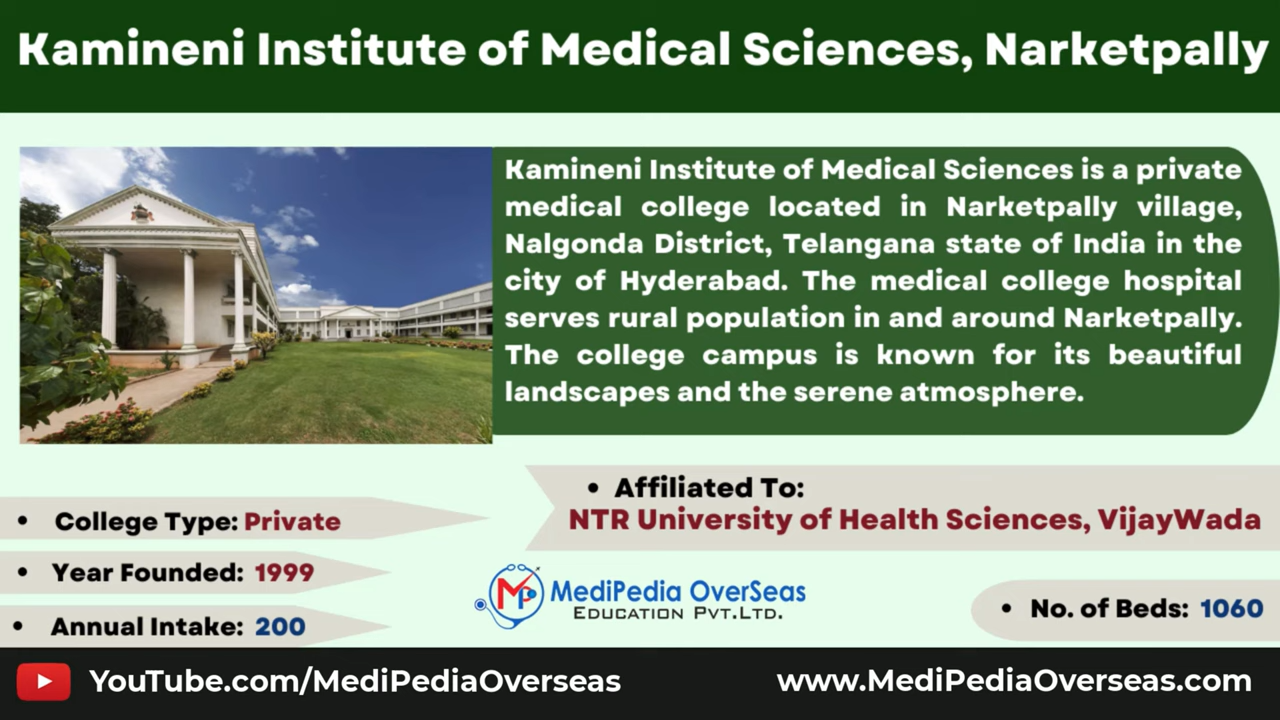 Kamineni Institute of Medical Sciences, Narketpally
Kamineni Institute of Medical Sciences is a private
medical college located in Narketpally village,
Nalgonda District, Telangana state of India in the
city of Hyderabad. The medical college hospital
serves rural population in and around Narketpally.
The college campus is known for its beautiful
landscapes and the serene atmosphere.
• College Type: Private
• Year Founded: 1999
• Annual Intake: 200
• Affiliated To:
NTR University of Health Sciences, VijayWada
MP MediPedia OverSeas
Education Pvt.Ltd.
• No. of Beds: 1060
YouTube.com/MediPediaOverseas
www.MediPediaOverseas.com